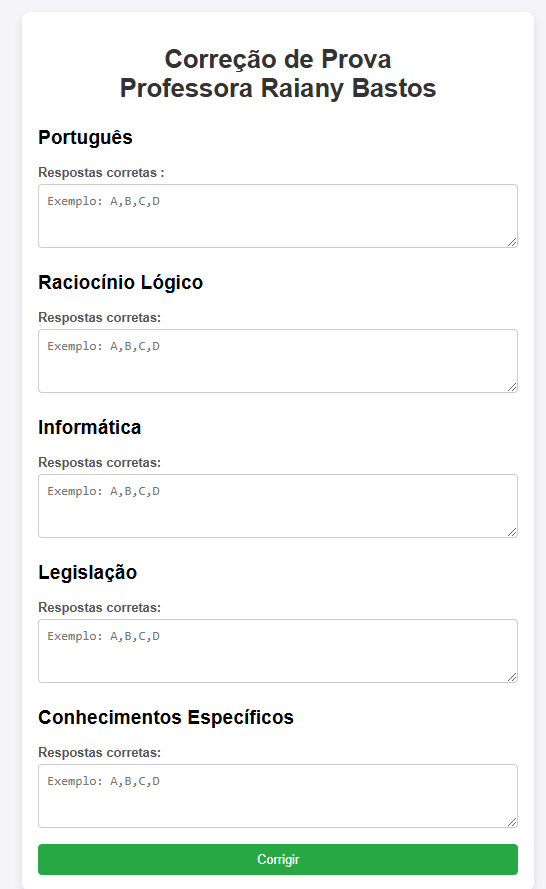 Correção de Prova
Professora Raiany Bastos
Português
Respostas corretas :
Exemplo: A,B,C,D
Raciocínio Lógico
Respostas corretas:
Exemplo: A,B,C,D
Informática
Respostas corretas:
Exemplo: A,B,C,D
Legislação
Respostas corretas:
Exemplo: A,B,C,D
Conhecimentos Específicos
Respostas corretas:
Exemplo: A,B,C,D
Corrigir